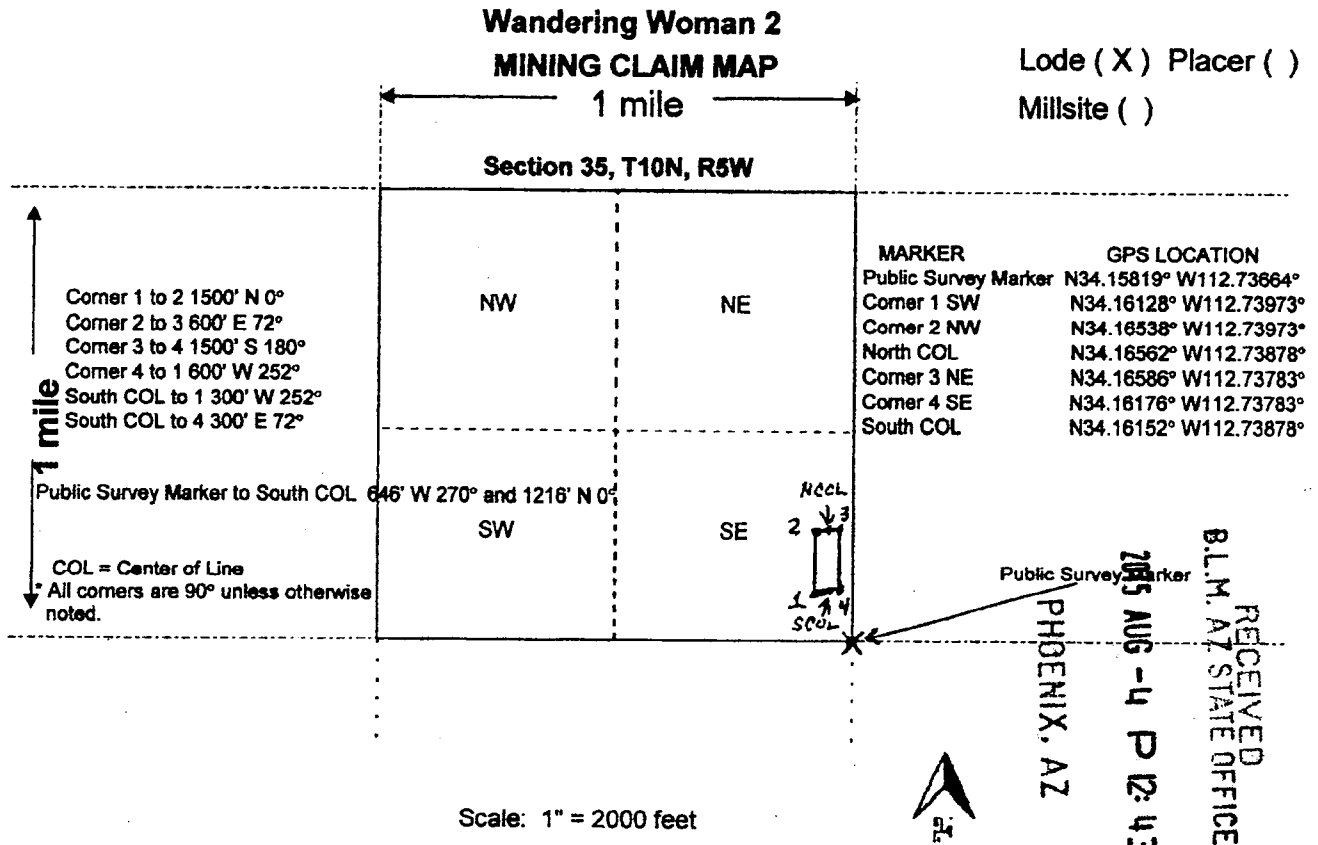 Wandering Woman 2
MINING CLAIM MAP
Lode ( X ) Placer ( )
Millsite ( )
1 mile
Section 35, T10N, R5W
Corner 1 to 2 1500' N 0°
Corner 2 to 3 600' E 72°
Corner 3 to 4 1500' S 180°
Corner 4 to 1 600' W 252°
South COL to 1 300' W 252°
South COL to 4 300' E 72°
1 mile
Public Survey Marker to South COL 646' W 270° and 1216' N 0°
COL = Center of Line
* All corners are 90° unless otherwise
noted.
NW
NE
SW
SE
MARKER GPS LOCATION
Public Survey Marker N34.15819° W112.73664°
Corner 1 SW N34.16128° W112.73973°
Corner 2 NW N34.16538° W112.73973°
North COL N34.16562° W112.73878°
Corner 3 NE N34.16586° W112.73783°
Corner 4 SE N34.16176° W112.73783°
South COL N34.16152° W112.73878°
2 3
1 4
SCOL
Public Survey Marker
RECEIVED
B.L.M. AZ STATE OFFICE
AUG -4 P 12:43
PHOENIX, AZ
Scale: 1" = 2000 feet